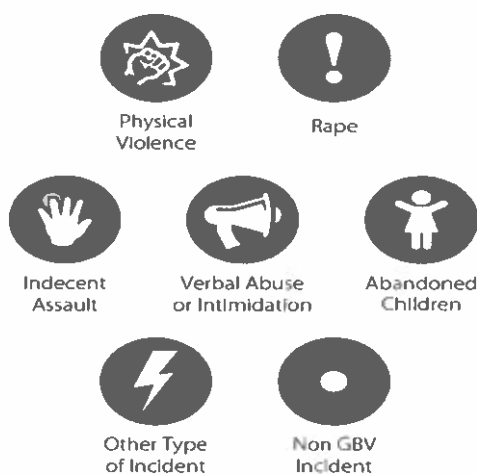 Physical
Violence
Rape
Indecent
Assault
Verbal Abuse
or Intimidation
Abandoned
Children
Other Type
of Incident
Non GBV
Incident